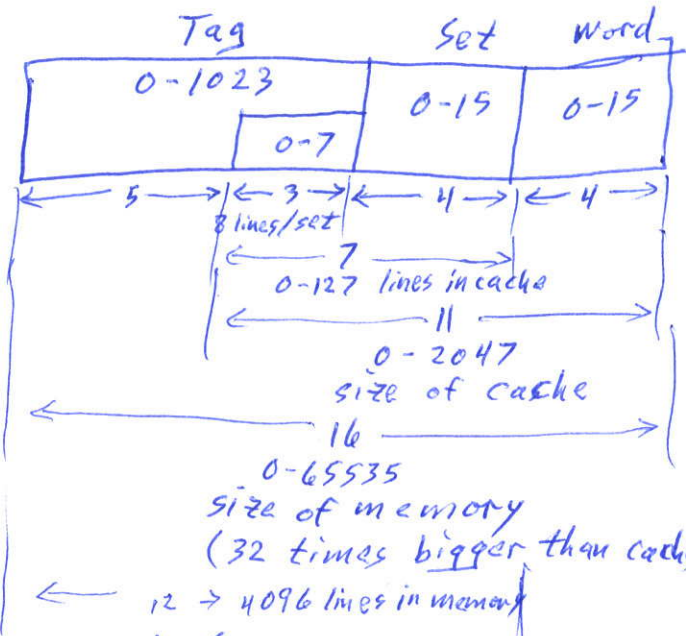 Tag Set Word
0-1023 0-15 0-15
0-7
5 3 4 4
8 lines/set
7
0-127 lines in cache
11
0-2047
size of cache
16
0-65535
size of memory
(32 times bigger than cach
12 → 4096 lines in memory